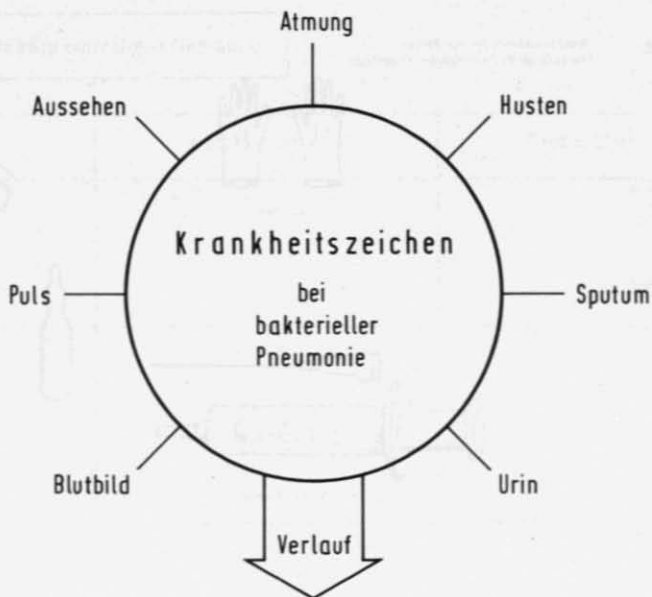 Atmung
Aussehen
Husten
Krankheitszeichen
bei
bakterieller
Pneumonie
Puls
Sputum
Blutbild
Urin
Verlauf